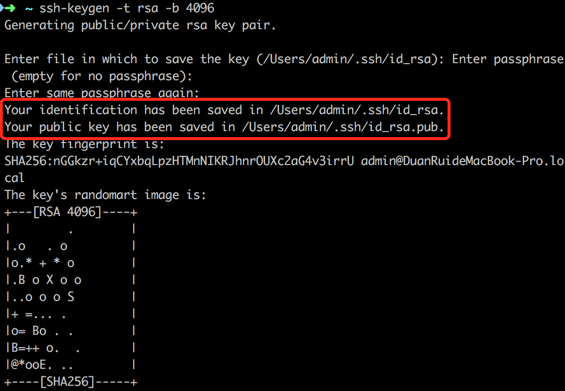 ➜ ~ ssh-keygen -t rsa -b 4096
Generating public/private rsa key pair.
Enter file in which to save the key (/Users/admin/.ssh/id_rsa): Enter passphrase
(empty for no passphrase):
Enter same passphrase again:
Your identification has been saved in /Users/admin/.ssh/id_rsa.
Your public key has been saved in /Users/admin/.ssh/id_rsa.pub.
The key fingerprint is:
SHA256:nGGkzr+iqCYxbqLpzHTMnNIKRJhnrOUXc2aG4v3irrU admin@DuanRuideMacBook-Pro.lo
cal
The key's randomart image is:
+---[RSA 4096]----+
|        .        |
|.o   . o         |
|o.* + * o        |
|.B o X o o       |
|..o o o S        |
|+ =... .         |
|o= Bo . .        |
|B=++ o.  .       |
|@*ooE. ..        |
+----[SHA256]-----+